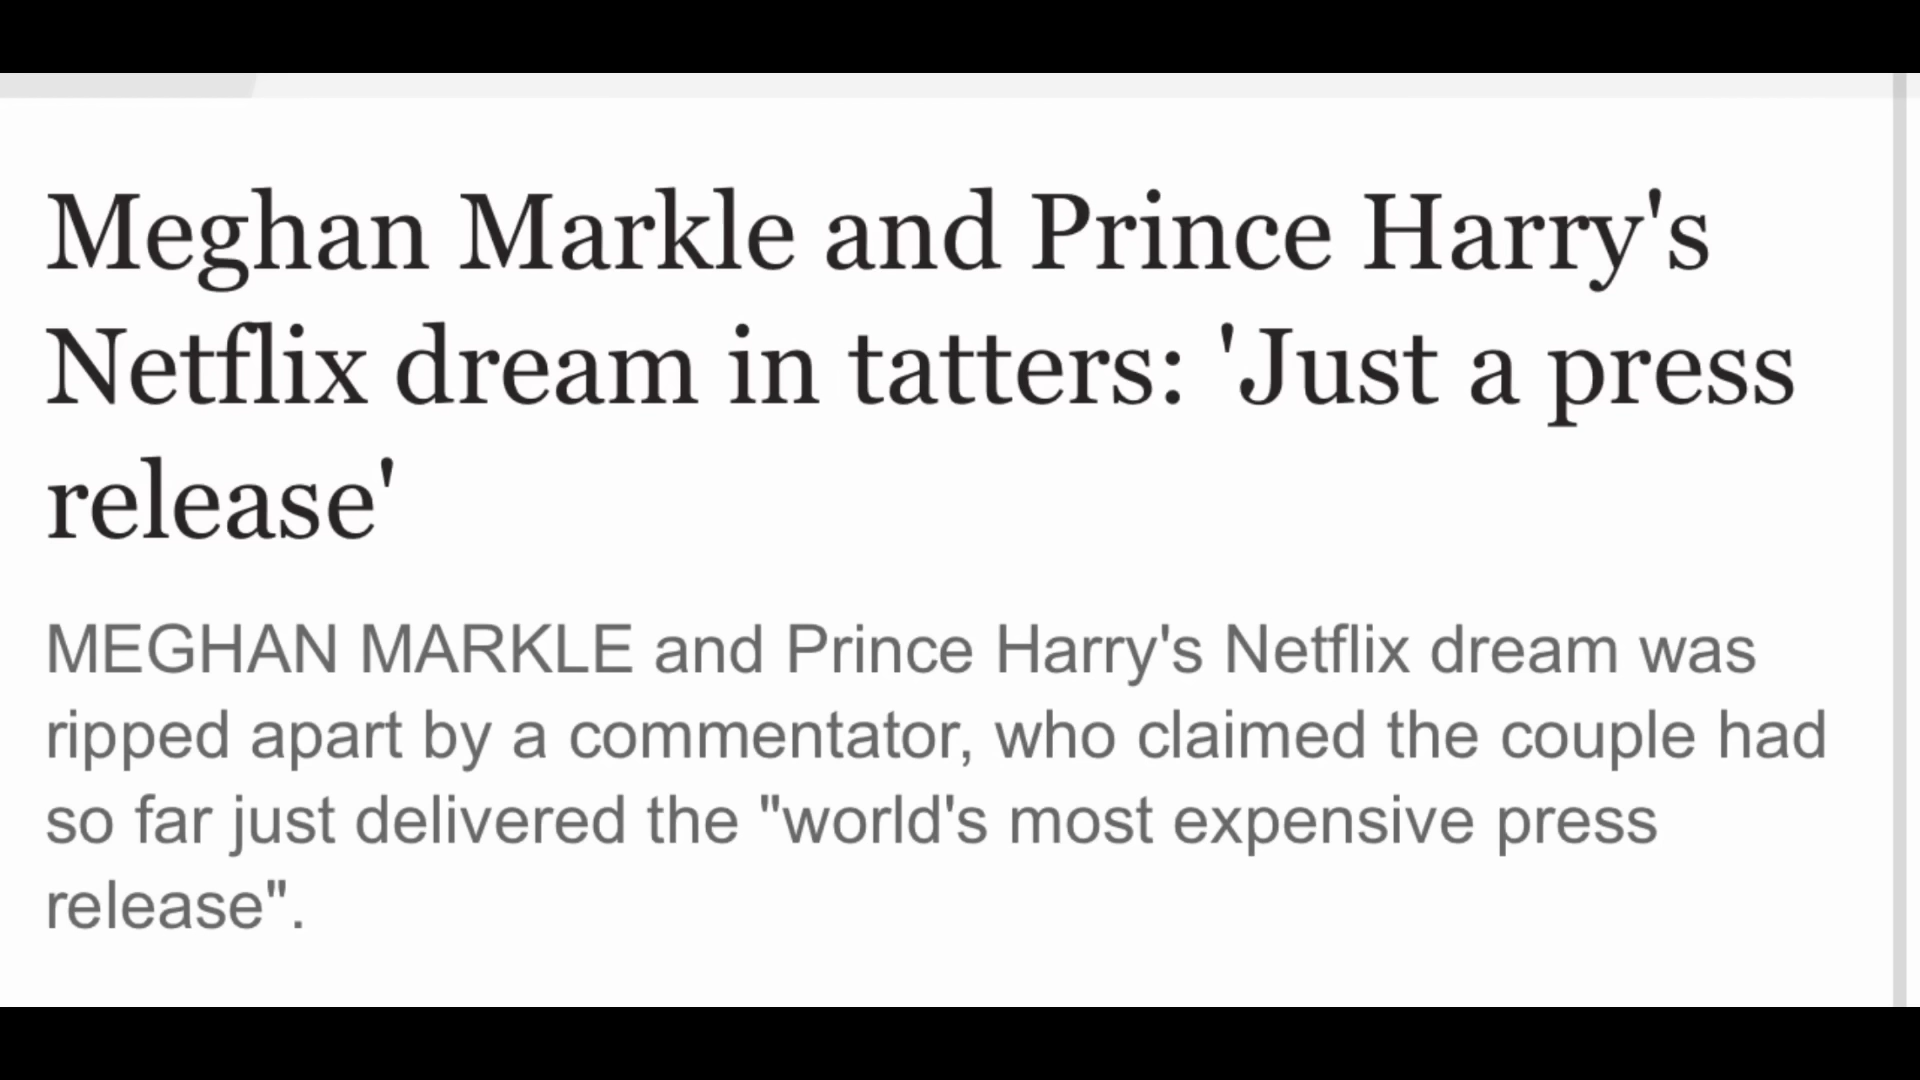 Meghan Markle and Prince Harry's
Netflix dream in tatters: 'Just a press
release'
MEGHAN MARKLE and Prince Harry's Netflix dream was
ripped apart by a commentator, who claimed the couple had
so far just delivered the "world's most expensive press
release".